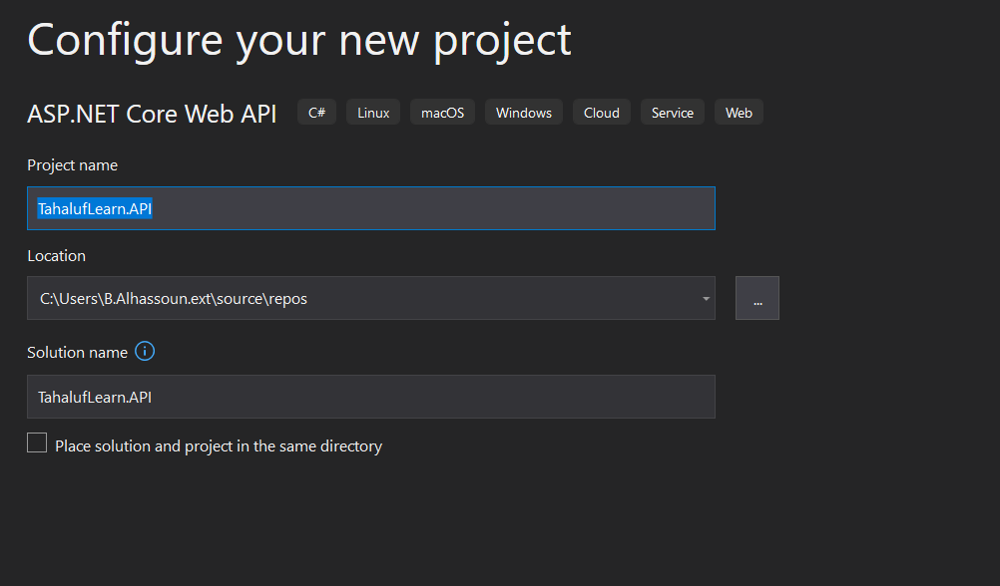 Configure your new project
ASP.NET Core Web API C# Linux macOS Windows Cloud Service Web
Project name
TahalufLearn.API
Location
C:\Users\B.Alhassoun.ext\source\repos
...
Solution name
TahalufLearn.API
Place solution and project in the same directory